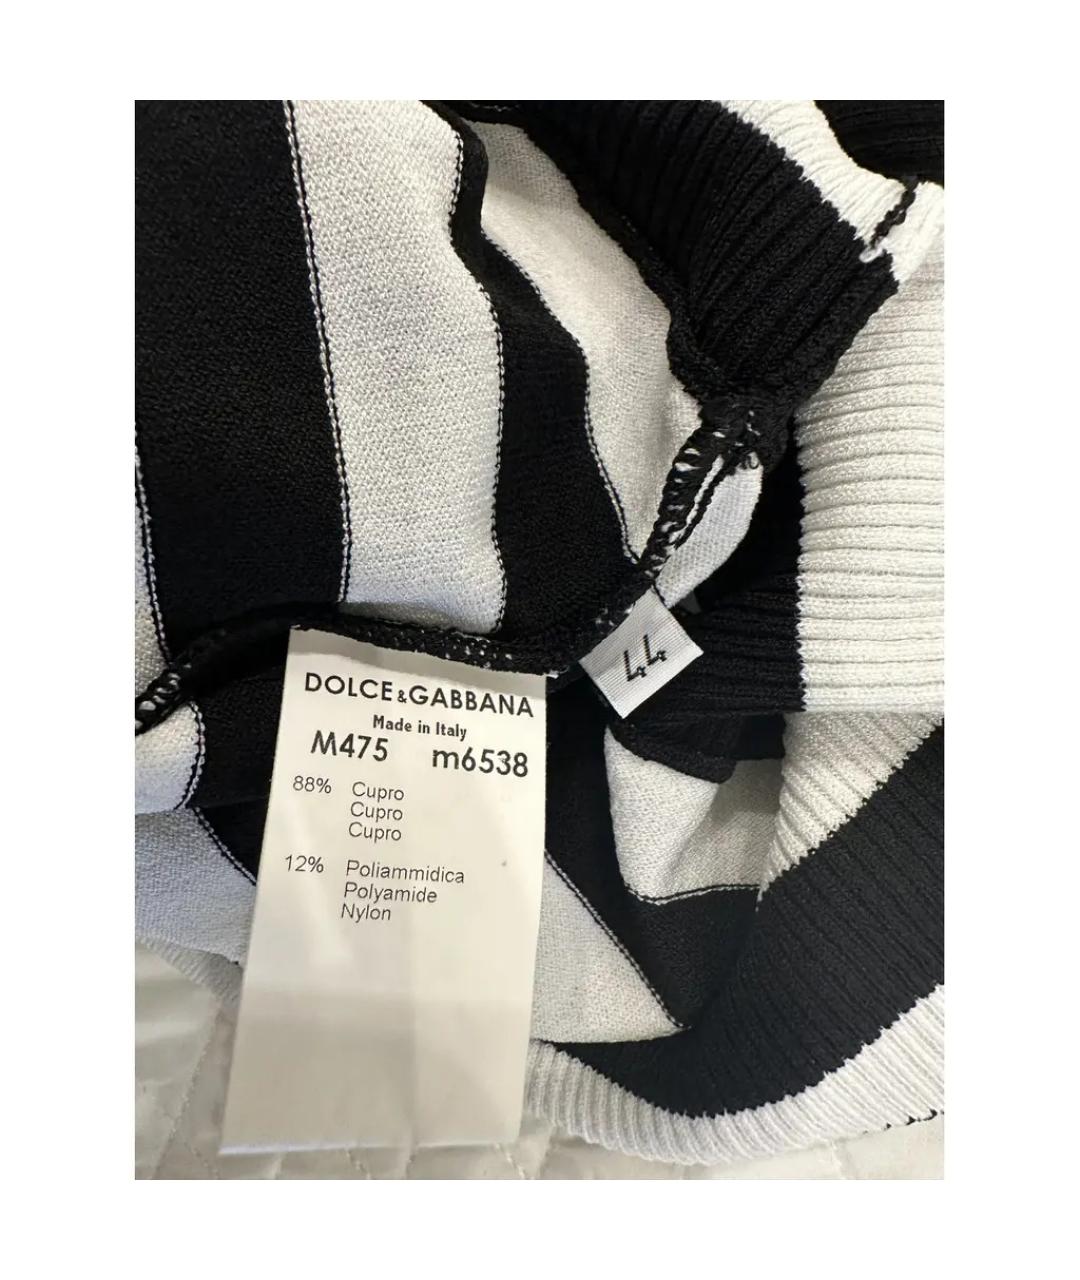 DOLCE&GABBANA
Made in Italy
M475 m6538
88% Cupro
Cupro
Cupro
12% Poliammidica
Polyamide
Nylon
44